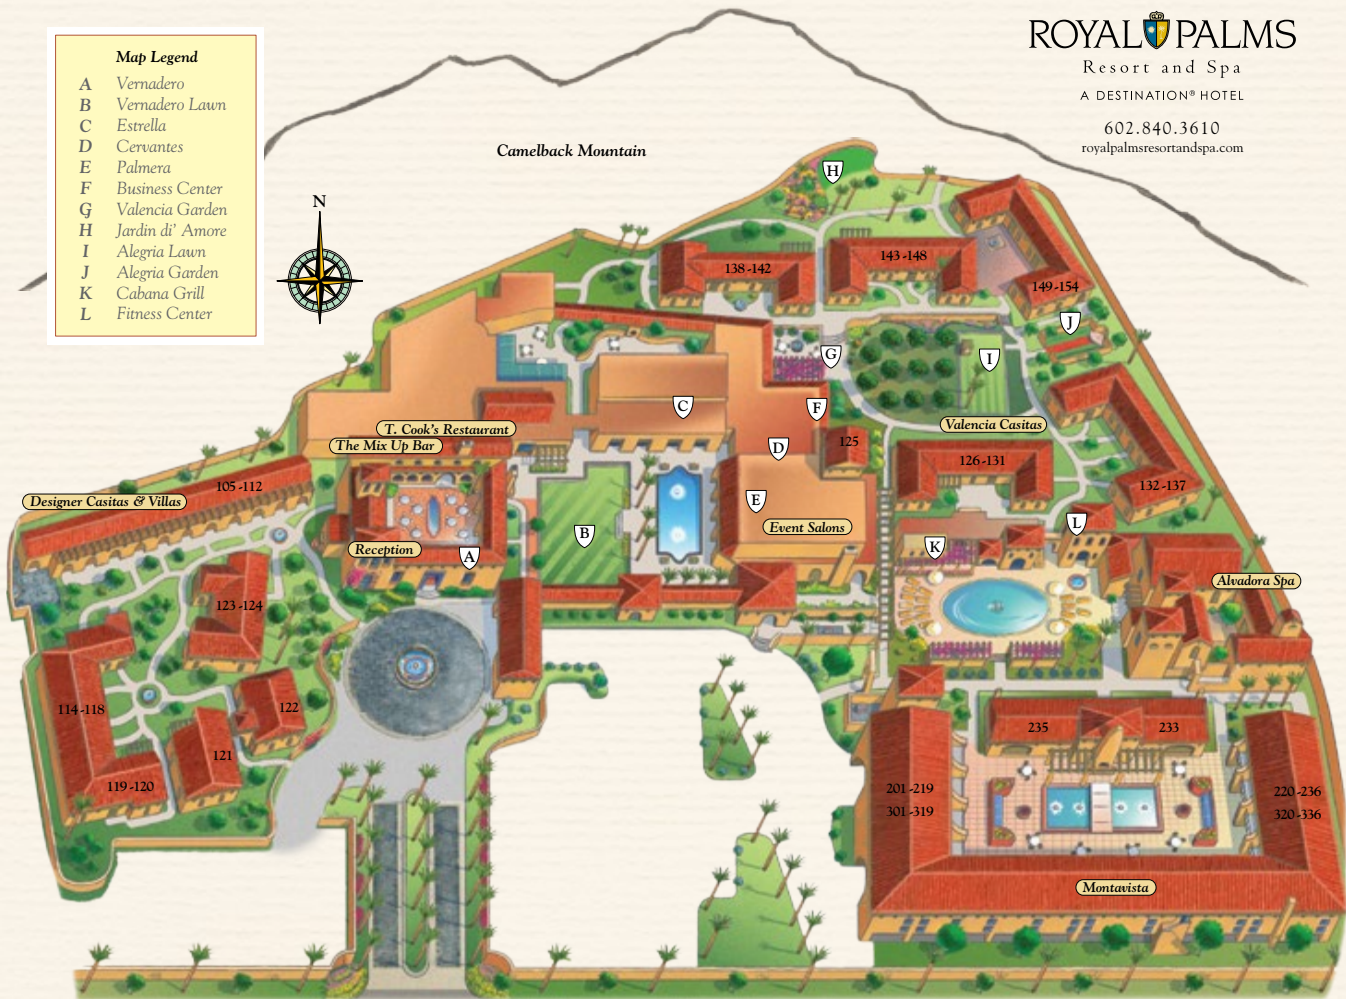 Map Legend
A Vernadero
B Vernadero Lawn
C Estrella
D Cervantes
E Palmera
F Business Center
G Valencia Garden
H Jardin di' Amore
I Alegria Lawn
J Alegria Garden
K Cabana Grill
L Fitness Center
ROYAL PALMS
Resort and Spa
A DESTINATION® HOTEL
602.840.3610
royalpalmsresortandspa.com
Camelback Mountain
N
H
138-142
143-148
149-154
J
G
I
C
F
T. Cook's Restaurant
The Mix Up Bar
Valencia Casitas
D
125
126-131
132-137
105-112
Designer Casitas & Villas
E
Event Salons
L
B
K
Reception
A
Alvadora Spa
123-124
114-118
122
121
119-120
235
233
201-219
301-319
220-236
320-336
Montavista